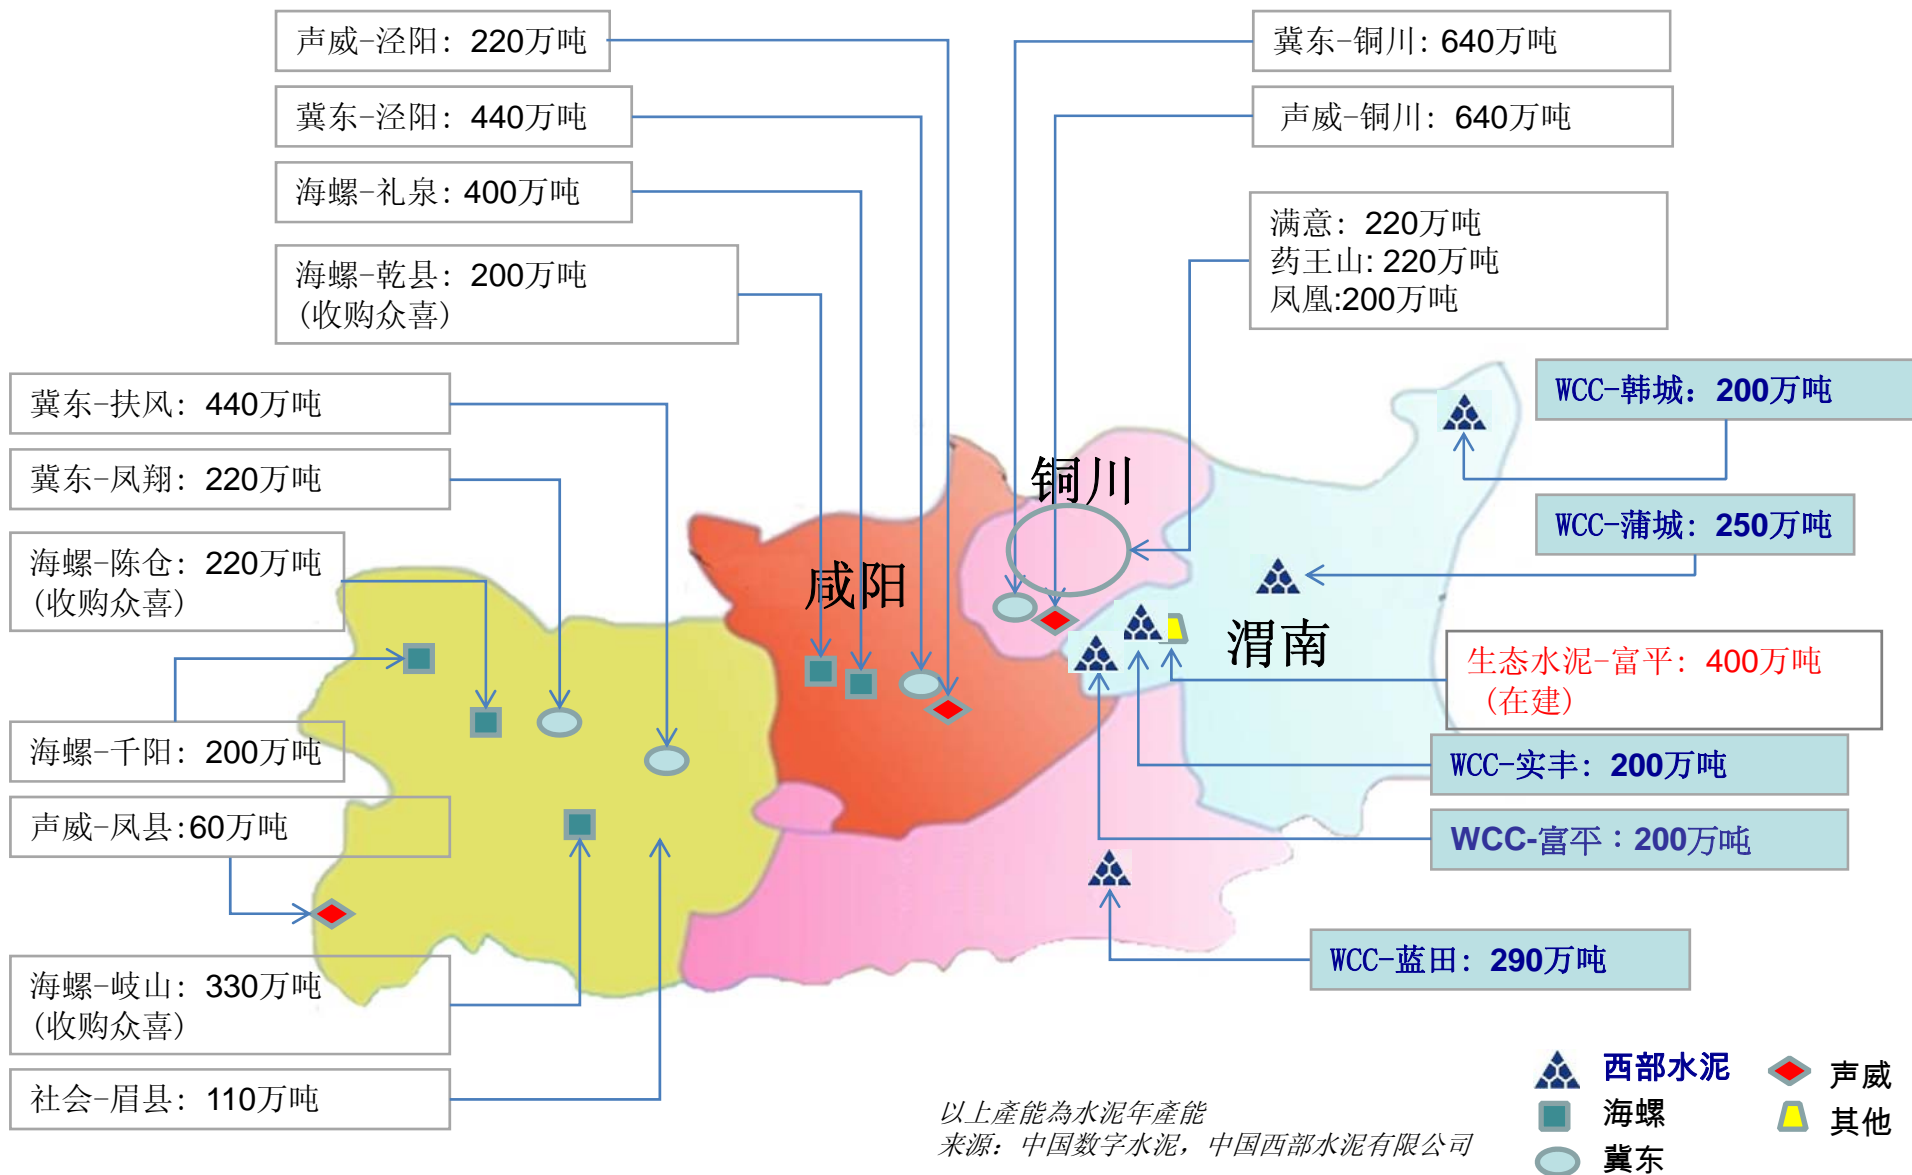 声威-泾阳：220万吨
冀东-泾阳：440万吨
海螺-礼泉：400万吨
海螺-乾县：200万吨
(收购众喜)
冀东-扶风：440万吨
冀东-凤翔：220万吨
海螺-陈仓：220万吨
(收购众喜)
海螺-千阳：200万吨
声威-凤县:60万吨
海螺-岐山：330万吨
(收购众喜)
社会-眉县：110万吨
冀东-铜川：640万吨
声威-铜川：640万吨
满意：220万吨
药王山: 220万吨
凤凰:200万吨
WCC-韩城：200万吨
WCC-蒲城：250万吨
生态水泥-富平：400万吨
(在建)
WCC-实丰：200万吨
WCC-富平：200万吨
WCC-蓝田：290万吨
铜川
咸阳
渭南
以上產能為水泥年產能
来源：中国数字水泥，中国西部水泥有限公司
西部水泥
海螺
冀东
声威
其他